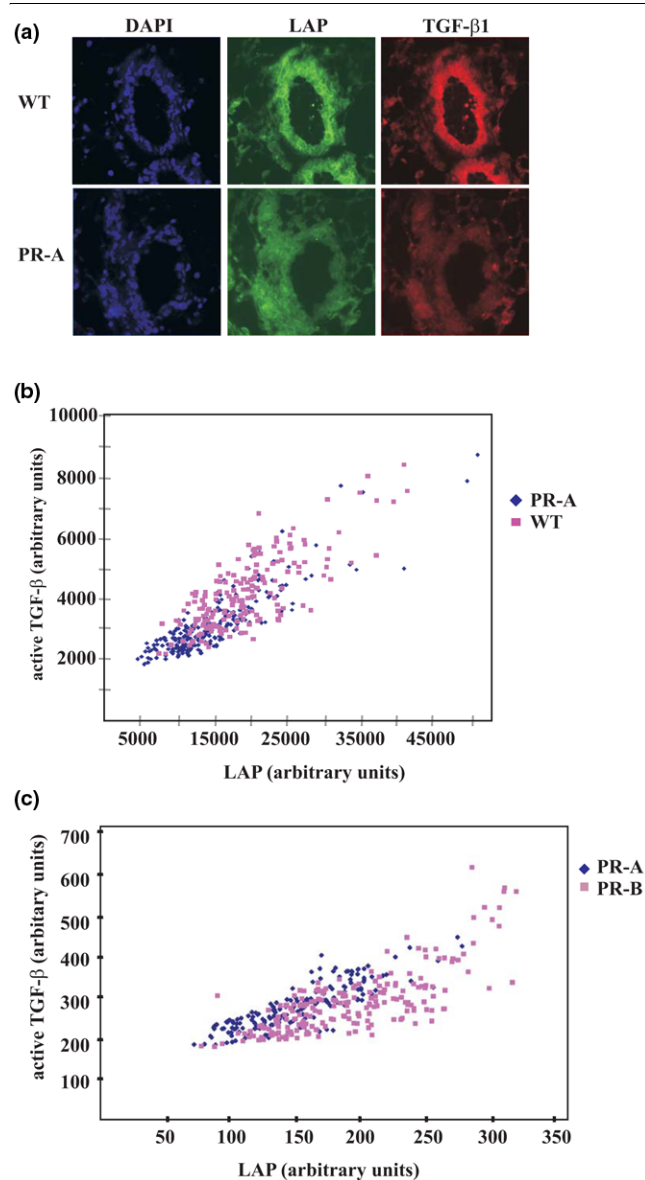 (a)
DAPI LAP TGF-β1
WT
PR-A
(b)
10000
8000
6000
4000
2000
active TGF-β (arbitrary units)
PR-A
WT
5000 15000 25000 35000 45000
LAP (arbitrary units)
(c)
700
600
500
400
300
200
100
active TGF-β (arbitary units)
PR-A
PR-B
50 100 150 200 250 300 350
LAP (arbitrary units)